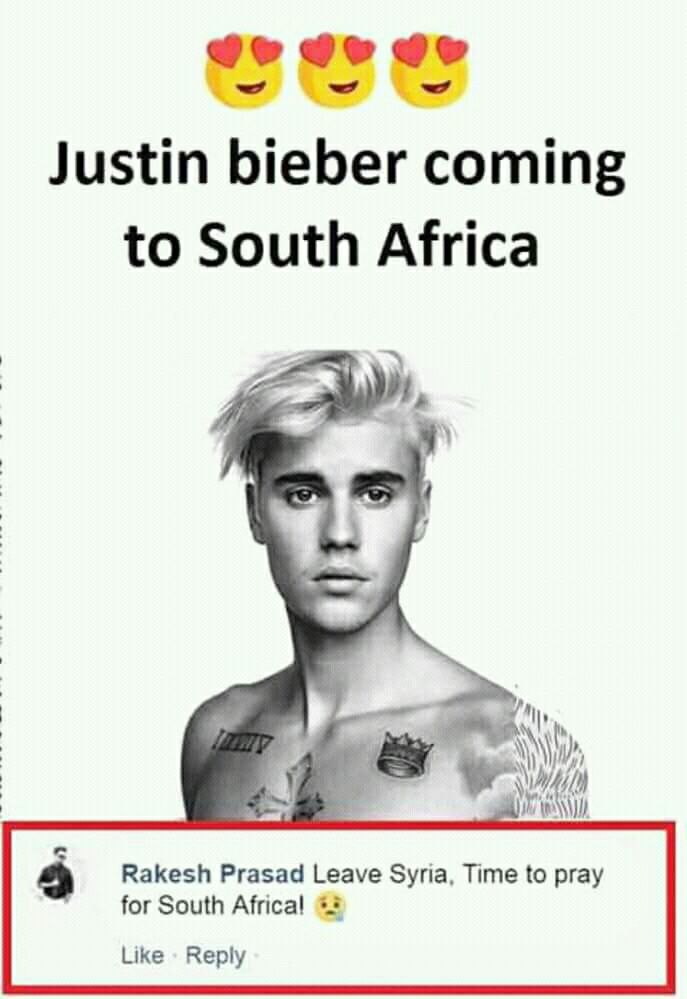 Justin bieber coming
to South Africa
Rakesh Prasad Leave Syria, Time to pray
for South Africa!
Like · Reply ·